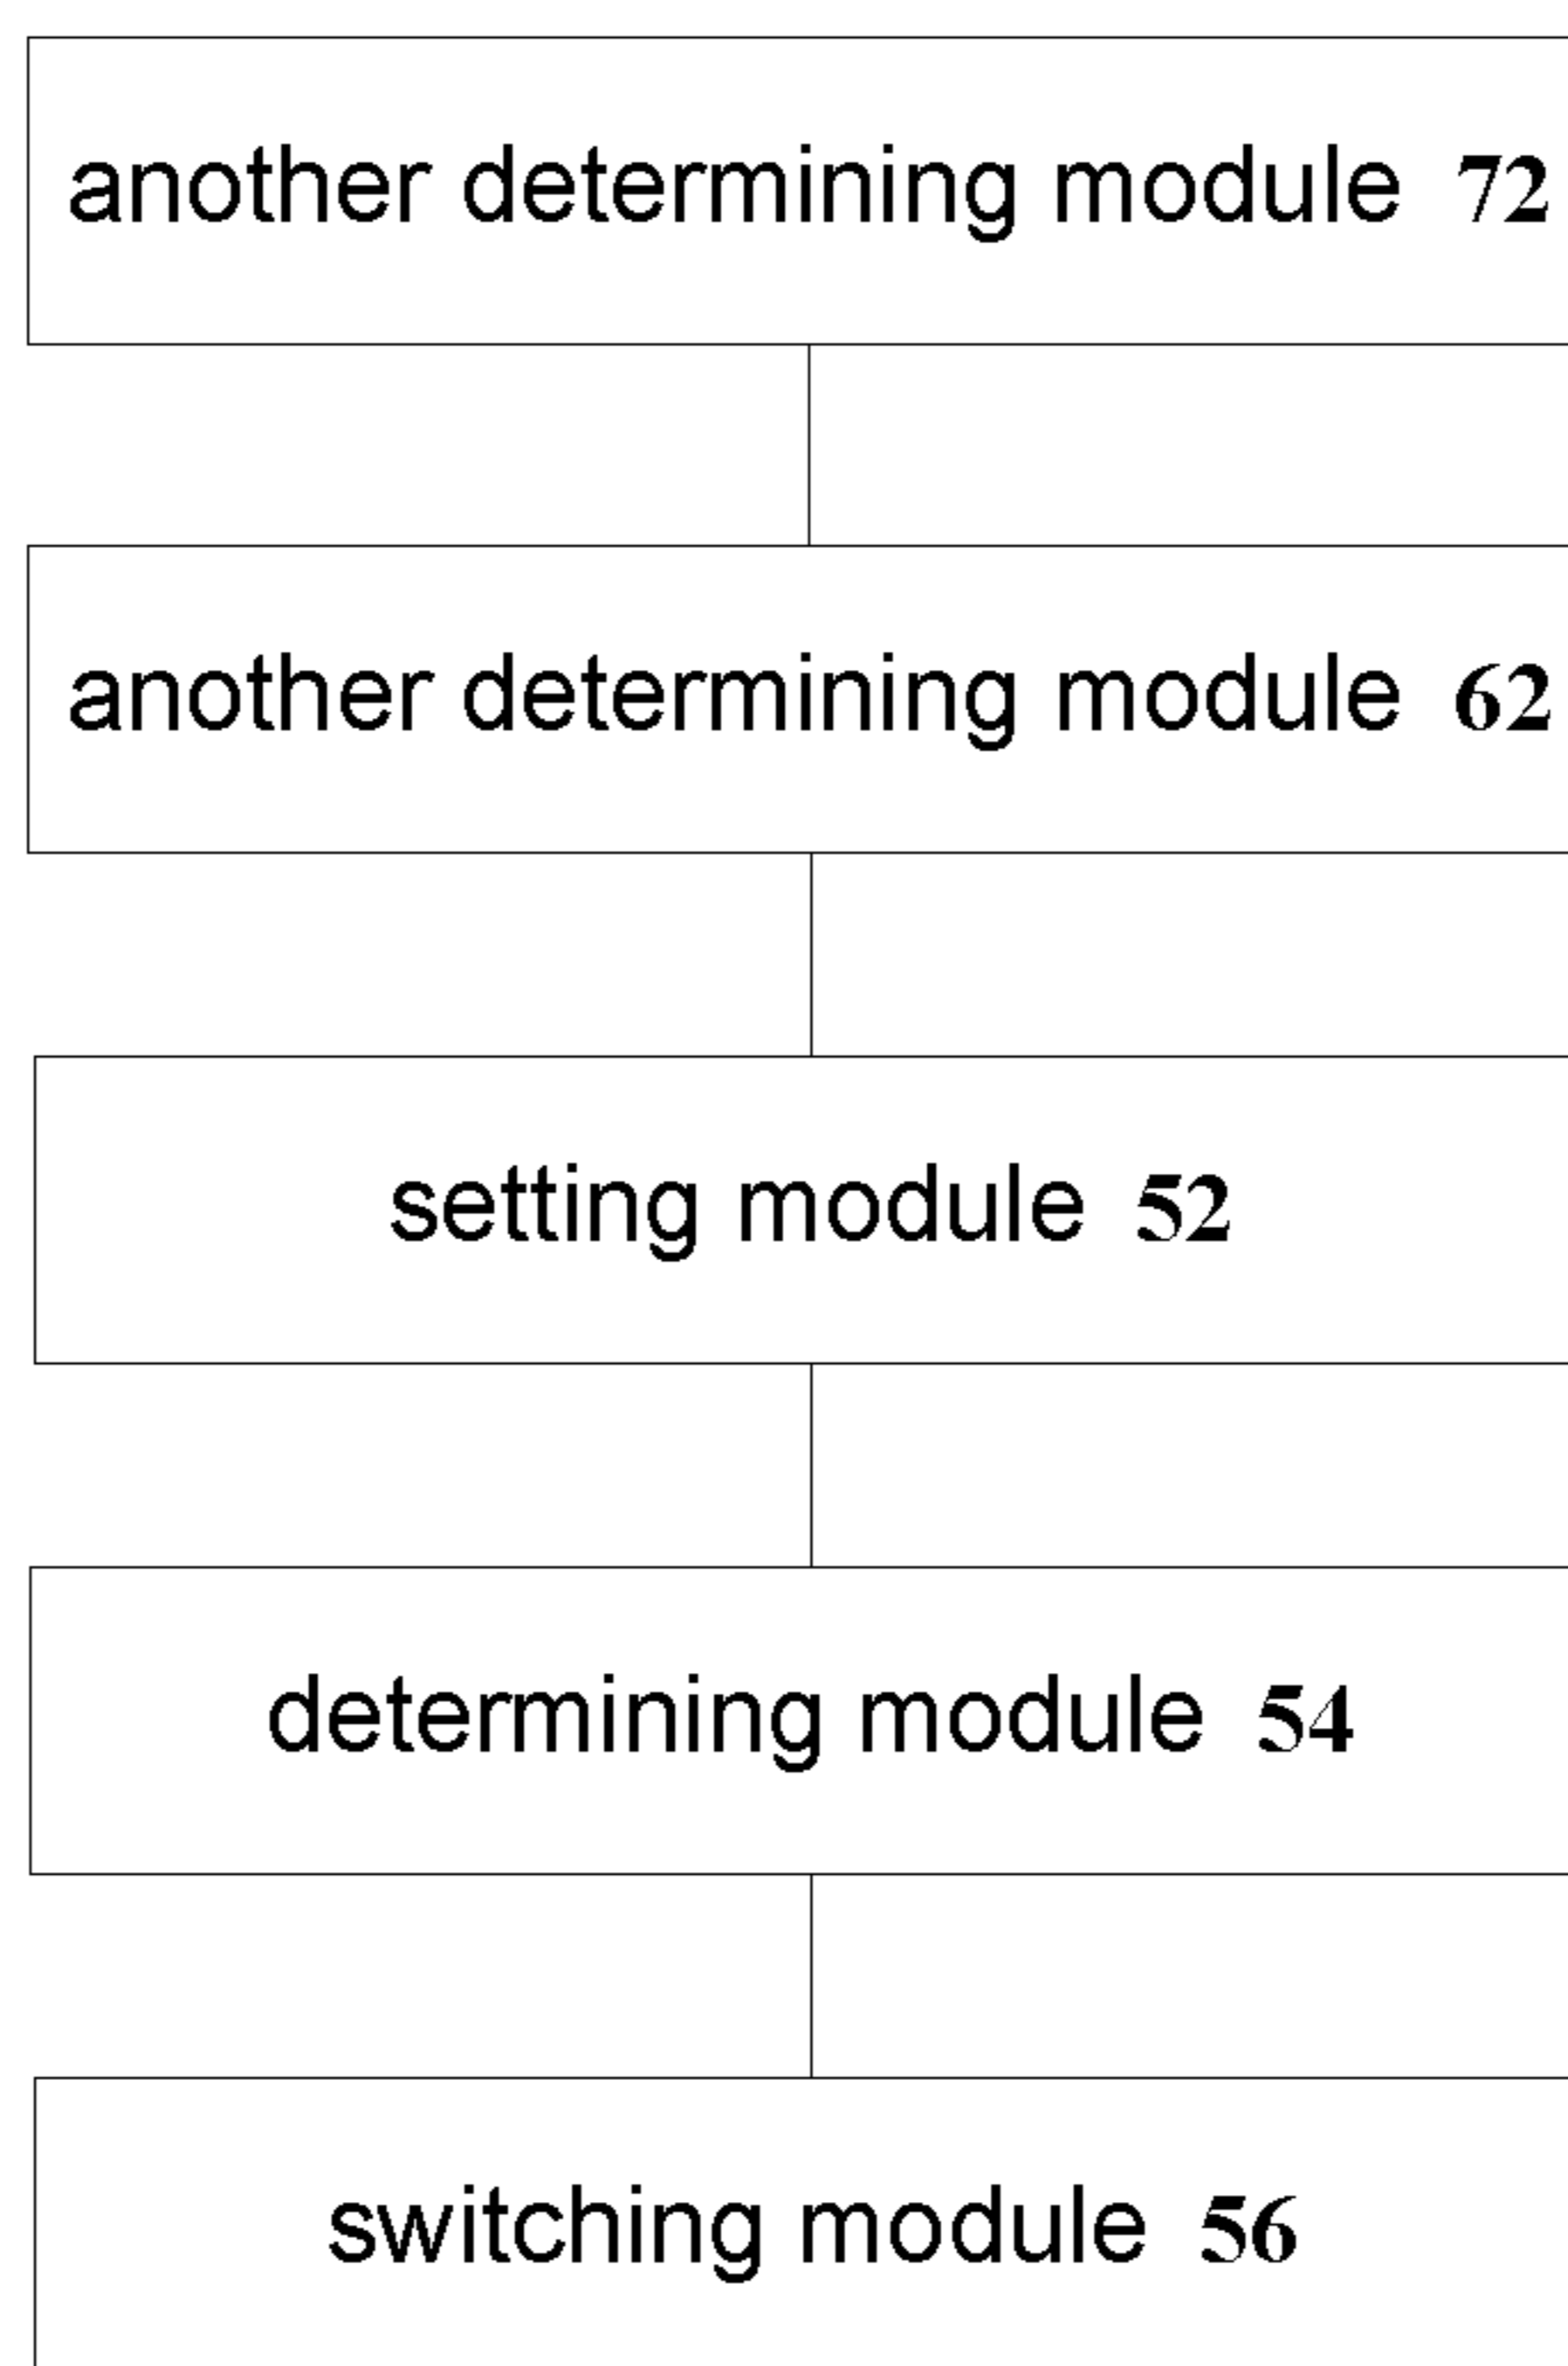 another determining module 72
another determining module 62
setting module 52
determining module 54
switching module 56